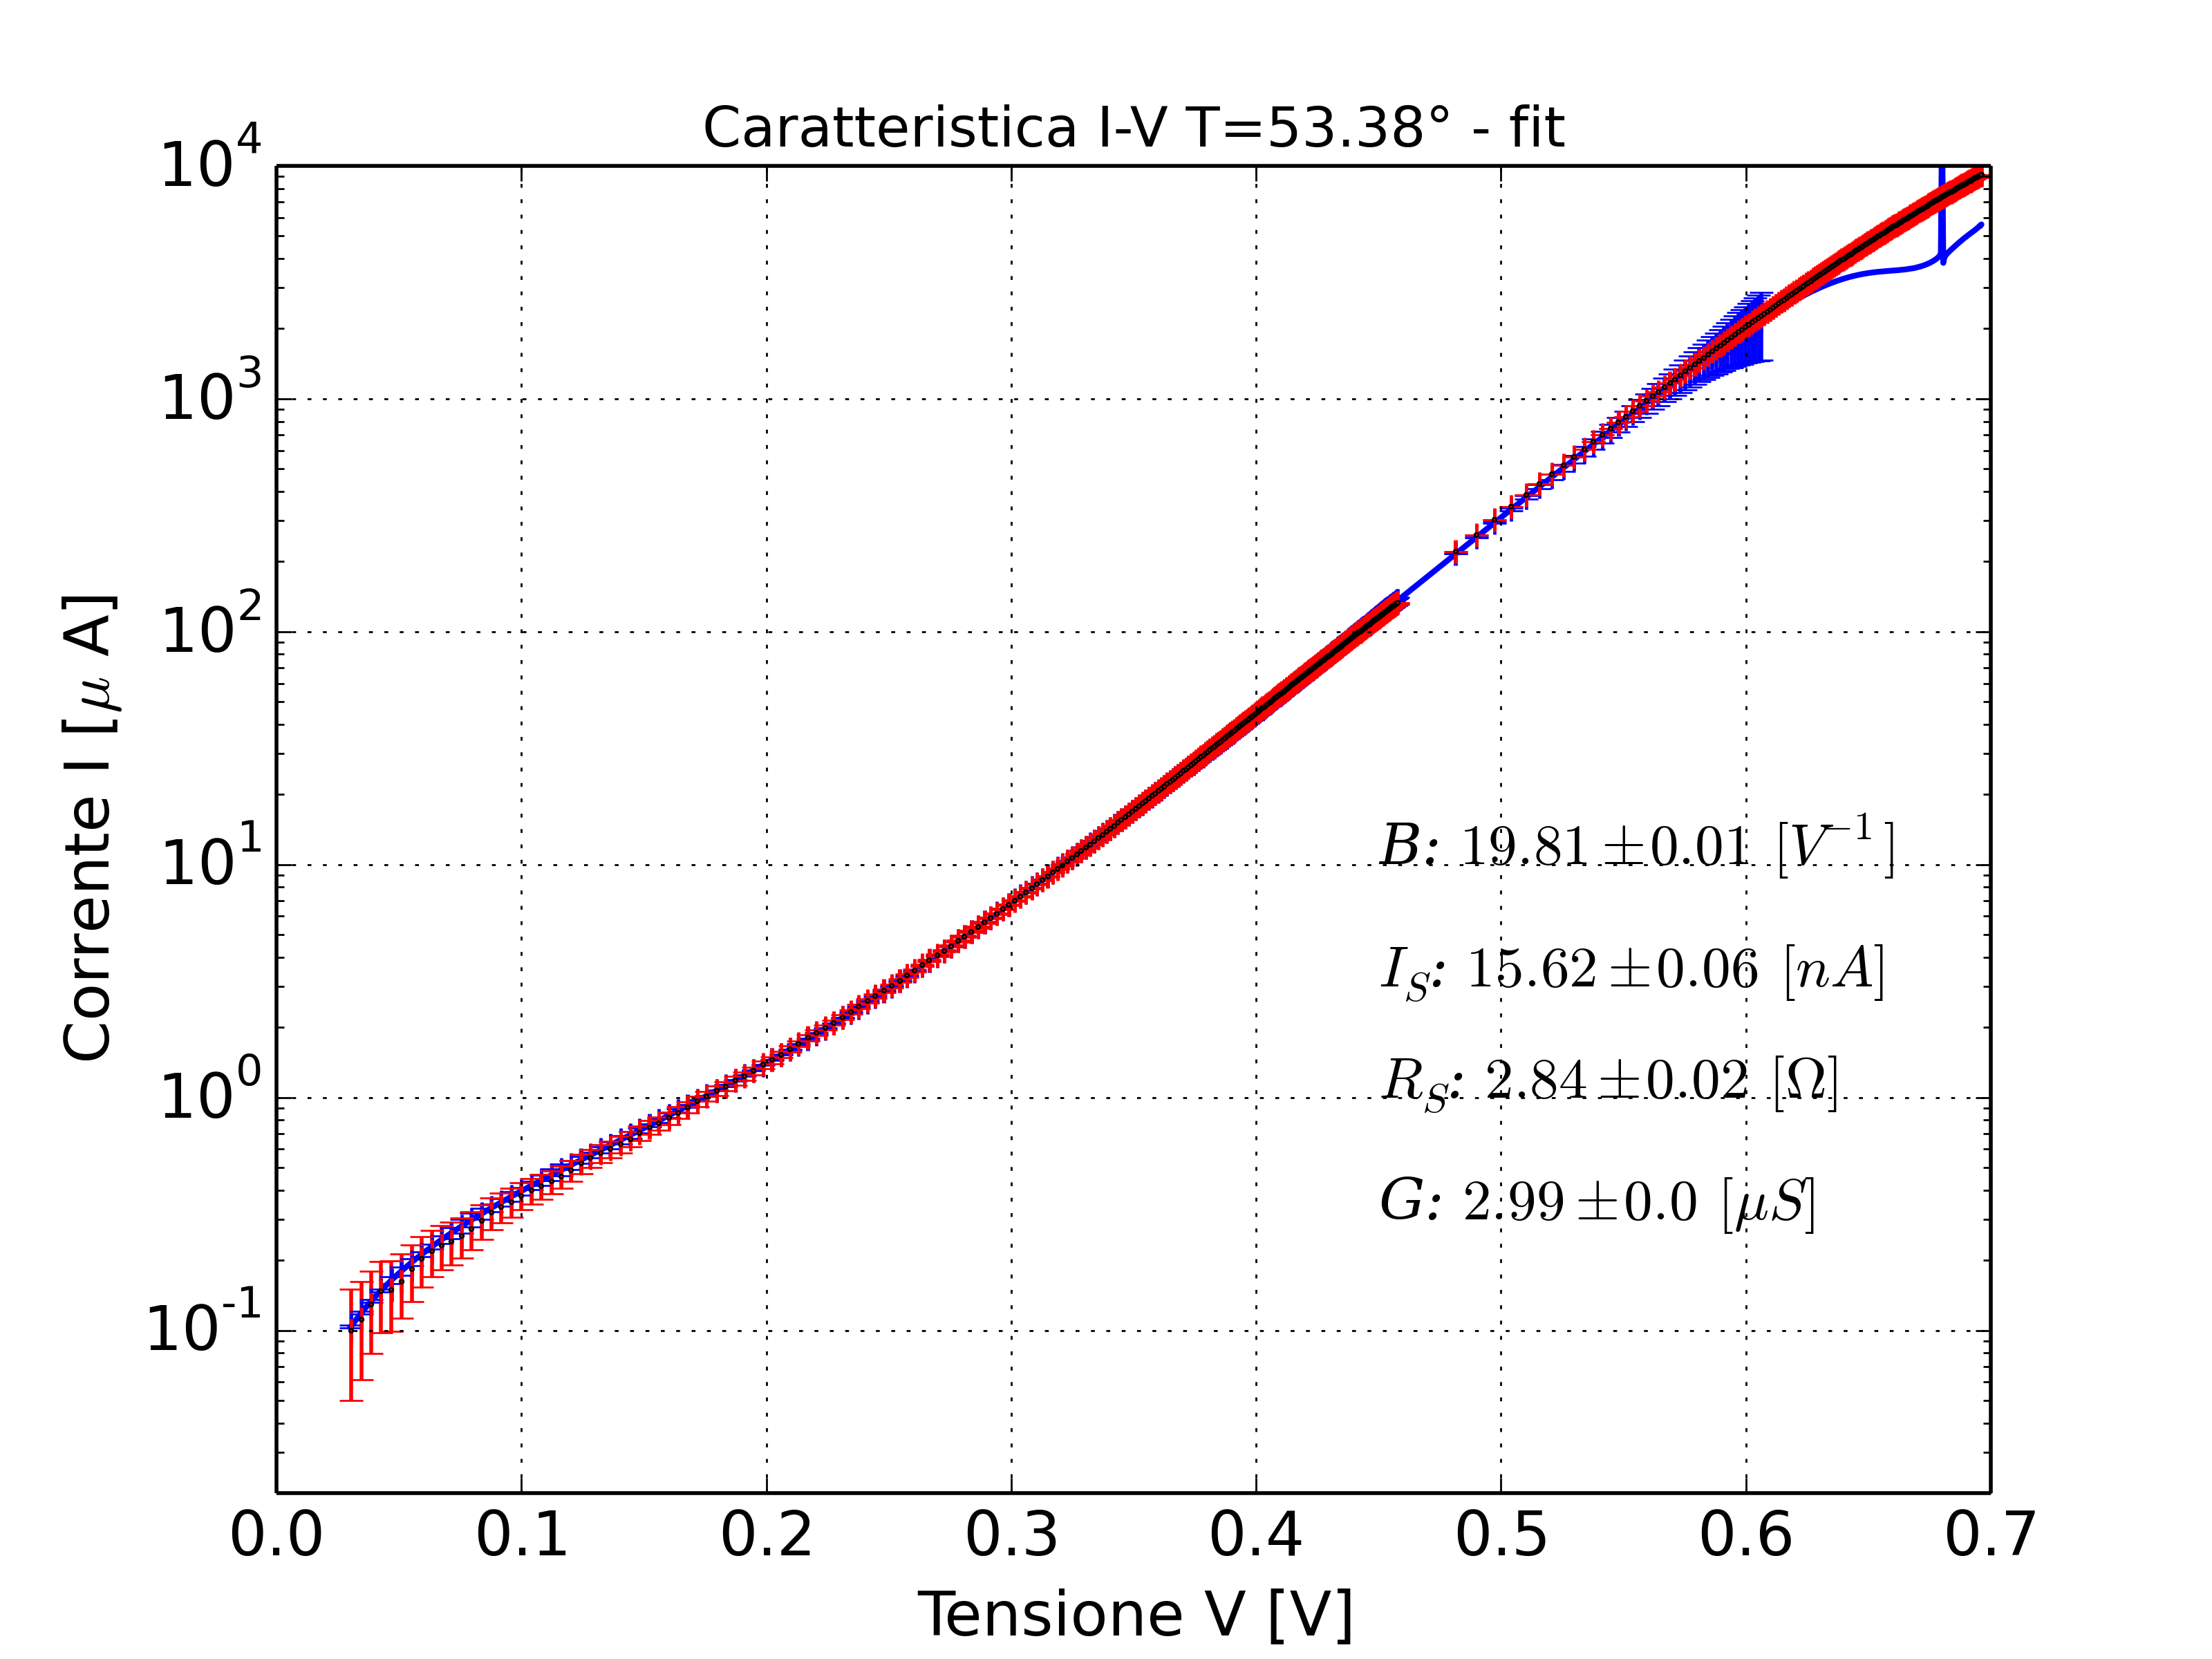 Caratteristica I-V T=53.38° - fit
10^4
10^3
10^2
10^1
10^0
10^-1
Corrente I [μ A]
B: 19.81 ±0.01 [V^−1]
I_S: 15.62 ±0.06 [nA]
R_S: 2.84 ±0.02 [Ω]
G: 2.99 ±0.0 [μS]
0.0 0.1 0.2 0.3 0.4 0.5 0.6 0.7
Tensione V [V]